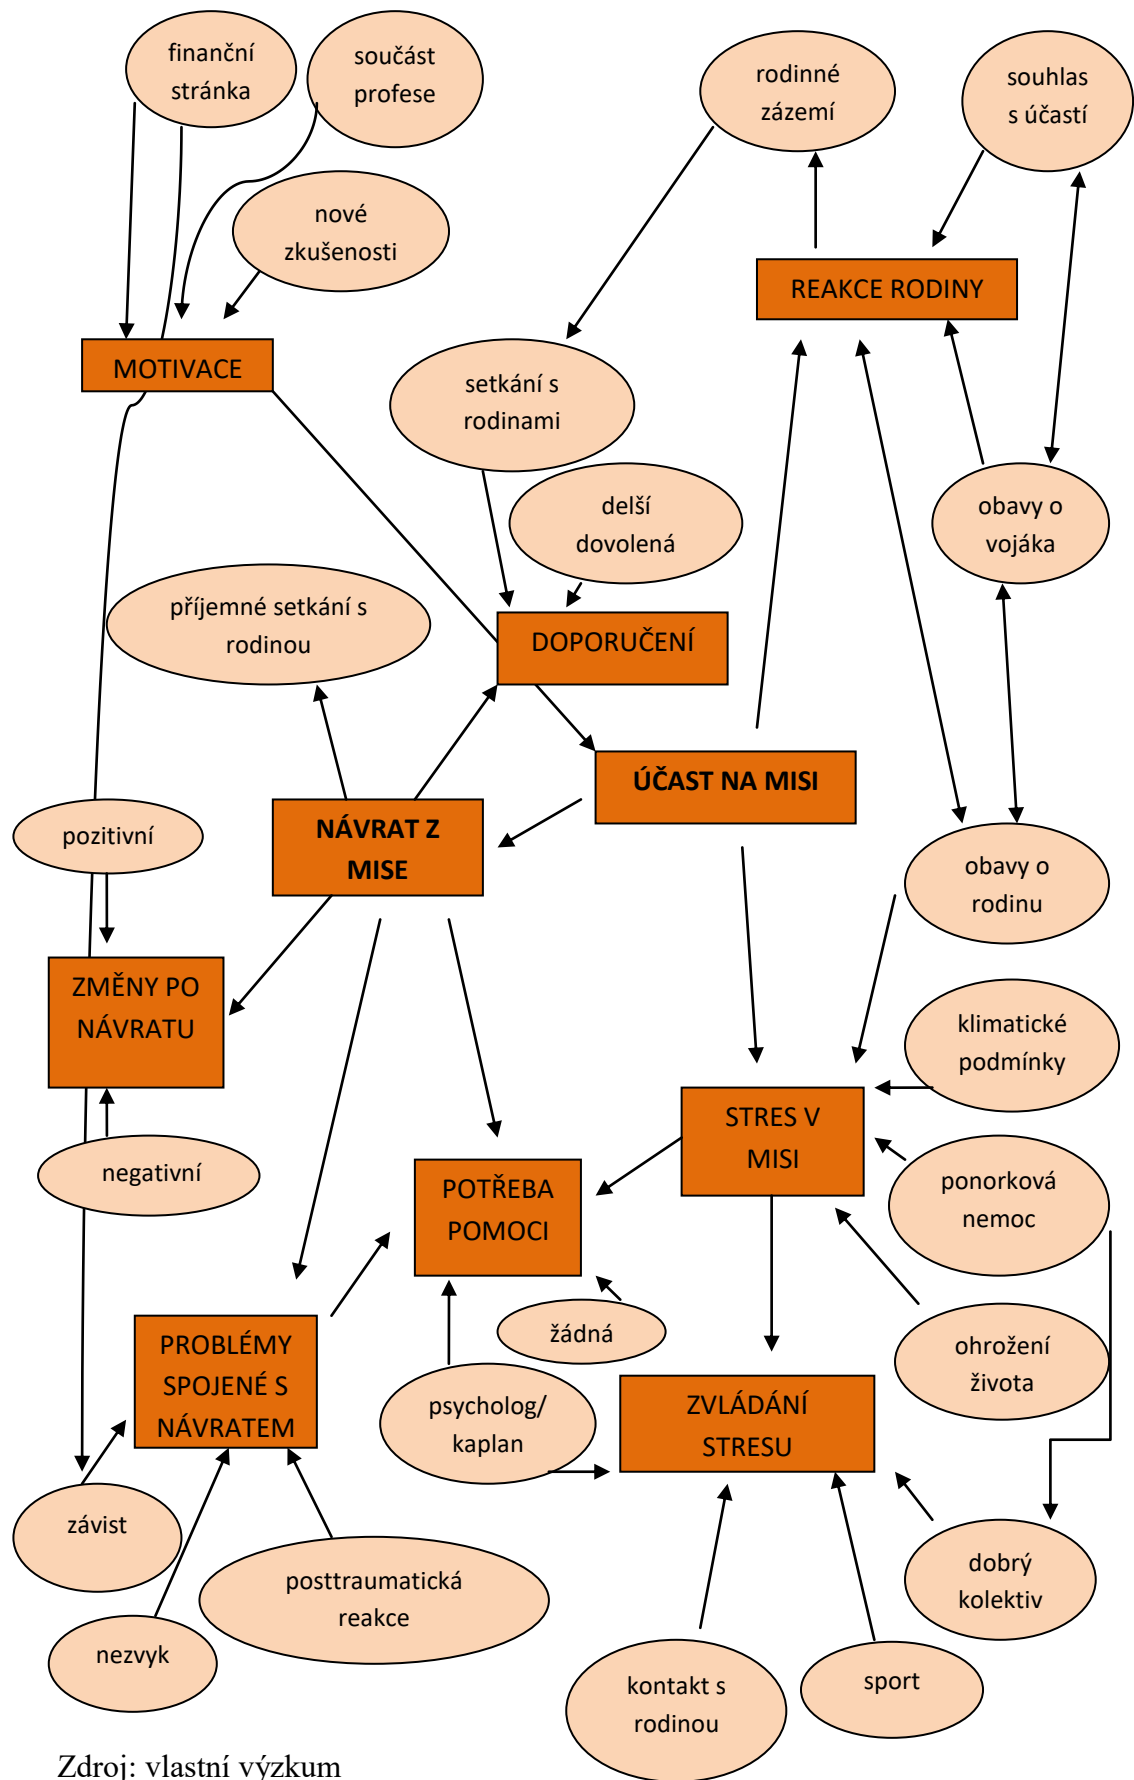 finanční
stránka
součást
profese
rodinné
zázemí
souhlas
s účastí
nové
zkušenosti
REAKCE RODINY
MOTIVACE
setkání s
rodinami
delší
dovolená
obavy o
vojáka
příjemné setkání s
rodinou
DOPORUČENÍ
ÚČAST NA MISI
NÁVRAT Z
MISE
pozitivní
obavy o
rodinu
ZMĚNY PO
NÁVRATU
klimatické
podmínky
STRES V
MISI
negativní
POTŘEBA
POMOCI
ponorková
nemoc
žádná
ohrožení
života
PROBLÉMY
SPOJENÉ S
NÁVRATEM
psycholog/
kaplan
ZVLÁDÁNÍ
STRESU
závist
posttraumatická
reakce
dobrý
kolektiv
nezvyk
kontakt s
rodinou
sport
Zdroj: vlastní výzkum